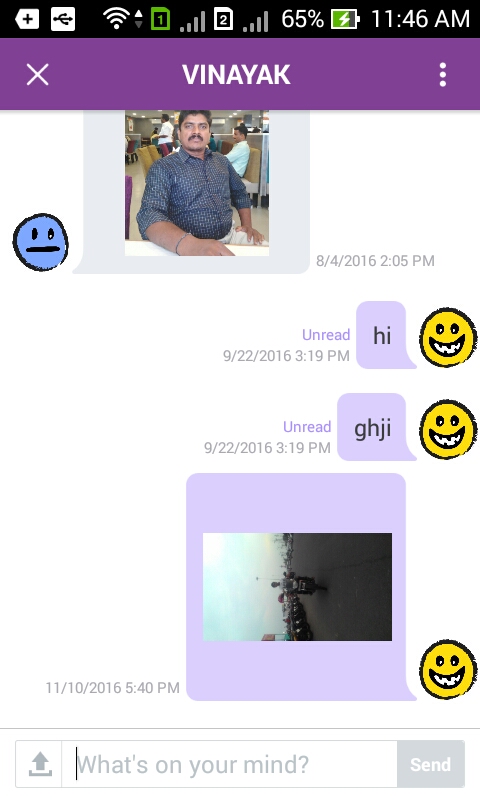 1 2 65% 11:46 AM
VINAYAK
8/4/2016 2:05 PM
Unread
9/22/2016 3:19 PM
hi
Unread
9/22/2016 3:19 PM
ghji
11/10/2016 5:40 PM
What's on your mind?
Send